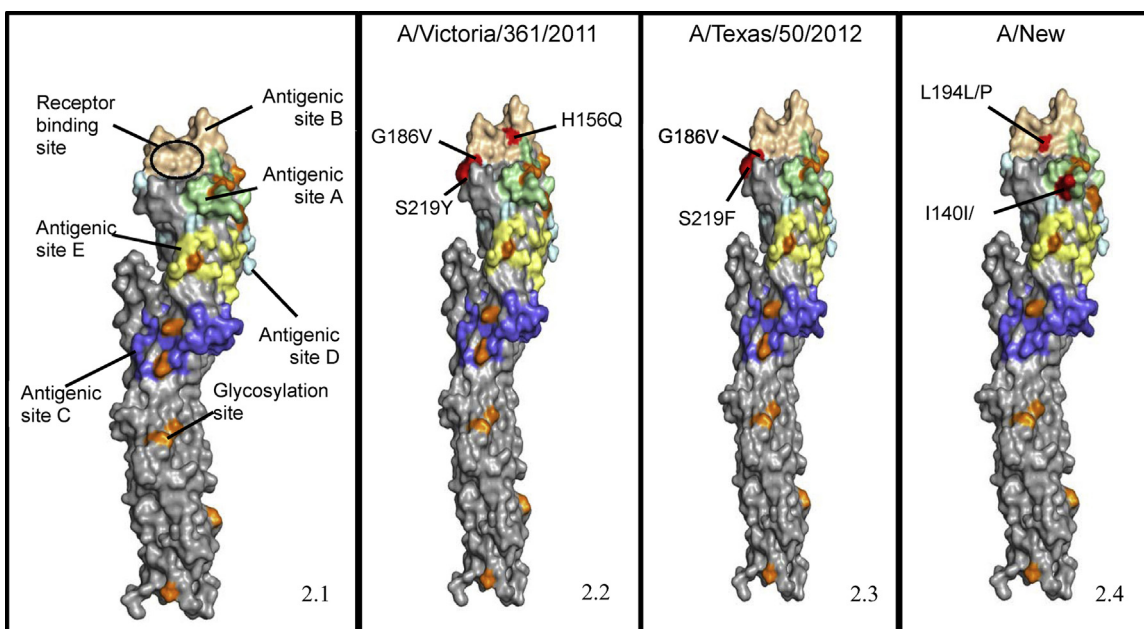 Receptor
binding
site
Antigenic
site B
Antigenic
site A
Antigenic
site E
Antigenic
site D
Antigenic
site C
Glycosylation
site
2.1
A/Victoria/361/2011
G186V
H156Q
S219Y
2.2
A/Texas/50/2012
G186V
S219F
2.3
A/New
L194L/P
I140I/
2.4